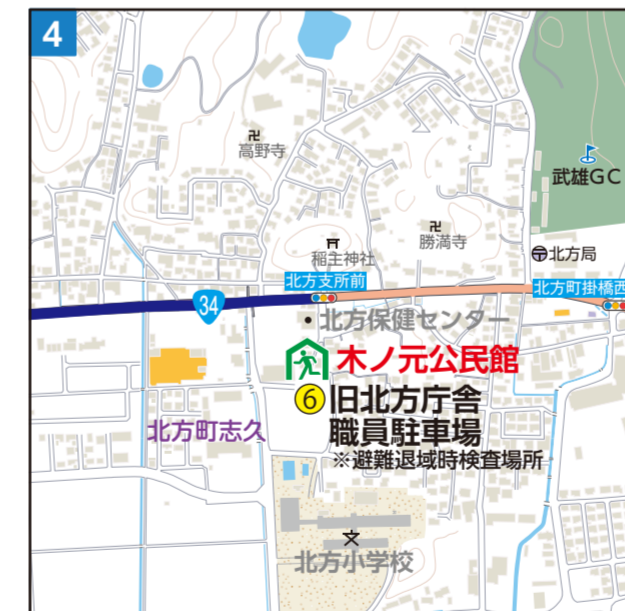 4
高野寺
武雄GC
稲主神社
勝満寺
北方局
北方支所前
北方町掛橋西
34
北方保健センター
木ノ元公民館
⑥旧北方庁舎
職員駐車場
北方町志久
※避難退域時検査場所
北方小学校